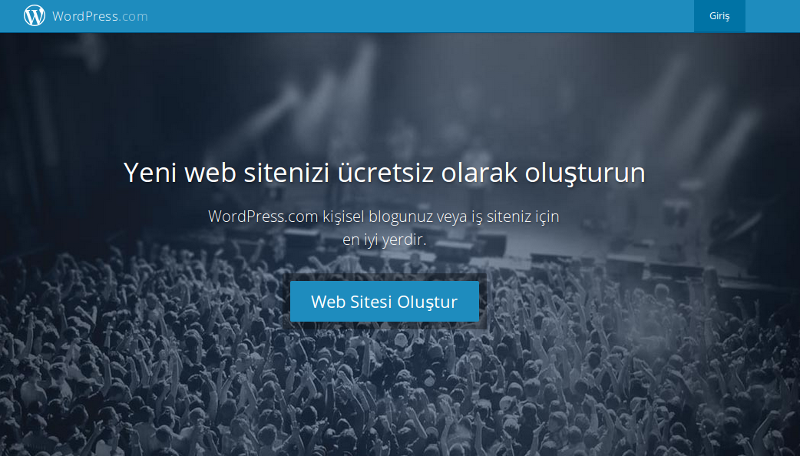 WordPress.com
Giriş
Yeni web sitenizi ücretsiz olarak oluşturun
WordPress.com kişisel blogunuz veya iş siteniz için
en iyi yerdir.
Web Sitesi Oluştur